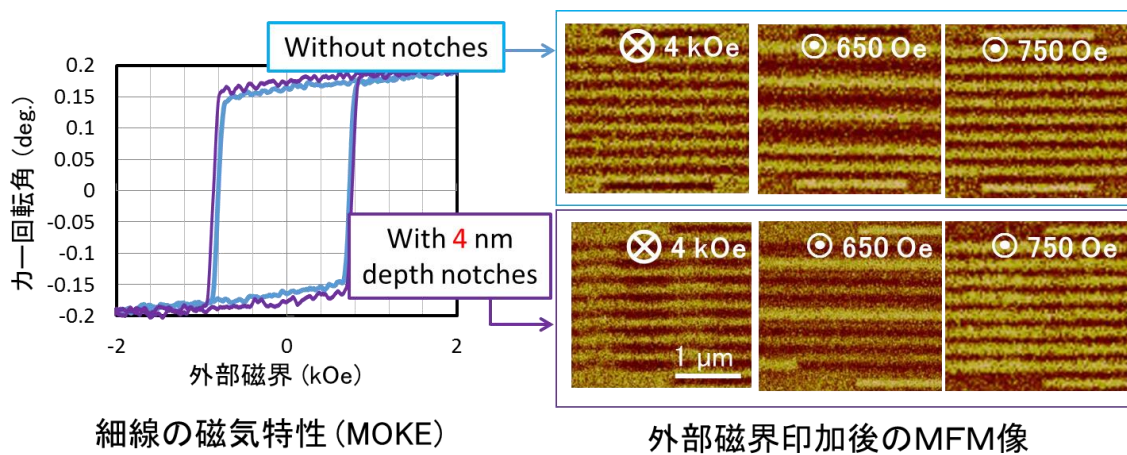 Without notches
0.2
0.15
0.1
0.05
0
-0.05
-0.1
-0.15
-0.2
-2
0
2
カー回転角 (deg.)
外部磁界 (kOe)
With 4 nm
depth notches
細線の磁気特性 (MOKE)
4 kOe
650 Oe
750 Oe
4 kOe
650 Oe
750 Oe
1 μm
外部磁界印加後のMFM像